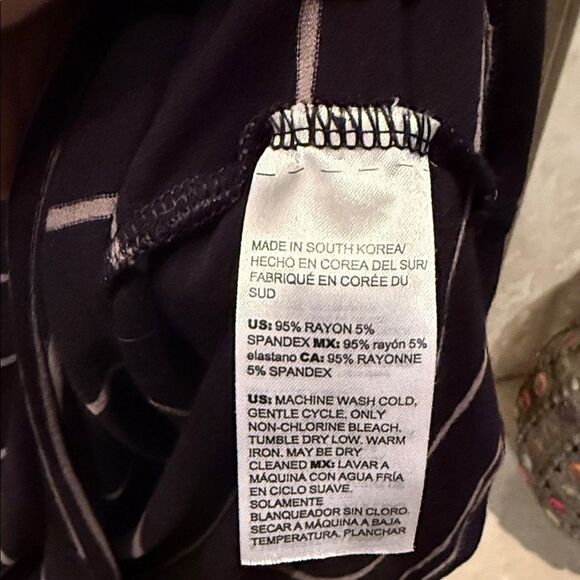 MADE IN SOUTH KOREA/
HECHO EN COREA DEL SUR/
FABRIQUÉ EN CORÉE DU
SUD
US: 95% RAYON 5%
SPANDEX MX: 95% rayón 5%
elastano CA: 95% RAYONNE
5% SPANDEX
US: MACHINE WASH COLD,
GENTLE CYCLE, ONLY
NON-CHLORINE BLEACH.
TUMBLE DRY LOW. WARM
IRON. MAY BE DRY
CLEANED MX: LAVAR A
MÁQUINA CON AGUA FRÍA
EN CICLO SUAVE.
SOLAMENTE
BLANQUEADOR SIN CLORO.
SECAR A MÁQUINA A BAJA
TEMPERATURA. PLANCHAR